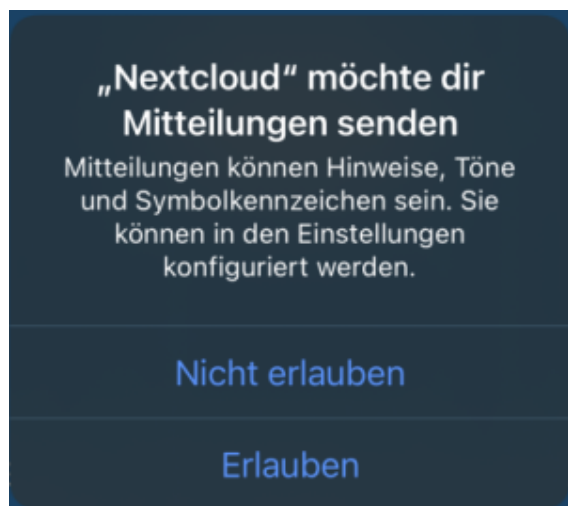 „Nextcloud“ möchte dir
Mitteilungen senden
Mitteilungen können Hinweise, Töne
und Symbolkennzeichen sein. Sie
können in den Einstellungen
konfiguriert werden.
Nicht erlauben
Erlauben